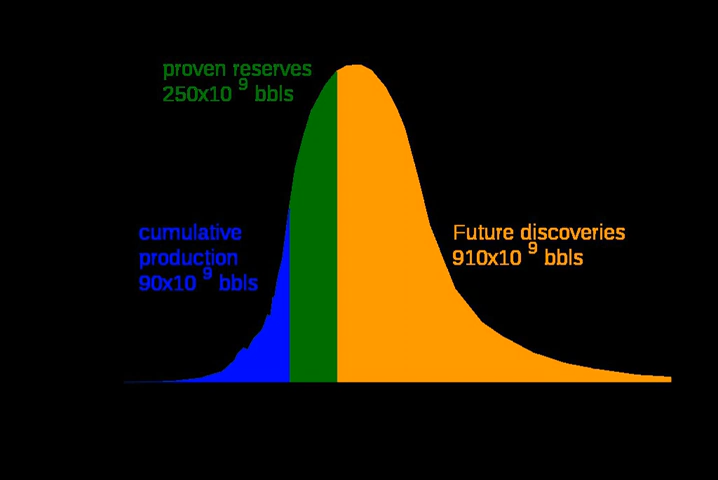 proven reserves
250x10 9 bbls
cumulative
production
90x10 9 bbls
Future discoveries
910x10 9 bbls